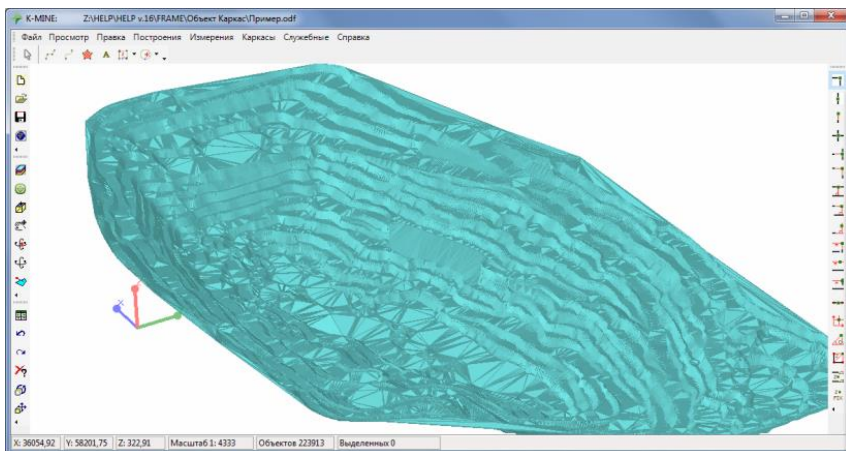 K-MINE: Z:\HELP\HELP v.16\FRAME\Объект Каркас\Пример.odf
Файл Просмотр Правка Построения Измерения Каркасы Служебные Справка
X: 36054,92 Y: 58201,75 Z: 322,91 Масштаб 1: 4333 Объектов 223913 Выделенных 0